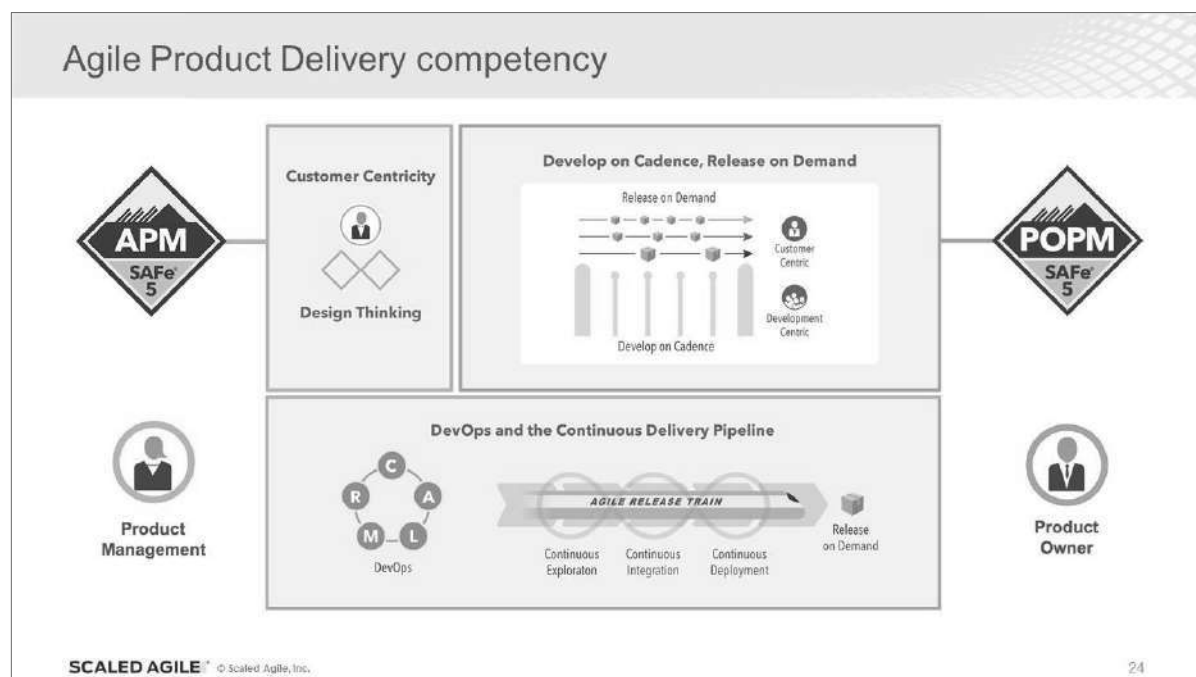 Agile Product Delivery competency
APM
SAFe®
5
Customer Centricity
Design Thinking
Develop on Cadence, Release on Demand
Release on Demand
Customer
Centric
Development
Centric
Develop on Cadence
POPM
SAFe®
5
Product
Management
DevOps and the Continuous Delivery Pipeline
C
R
A
M
L
DevOps
AGILE RELEASE TRAIN
Continuous
Exploraton
Continuous
Integration
Continuous
Deployment
Release
on Demand
Product
Owner
SCALED AGILE® © Scaled Agile, Inc.
24